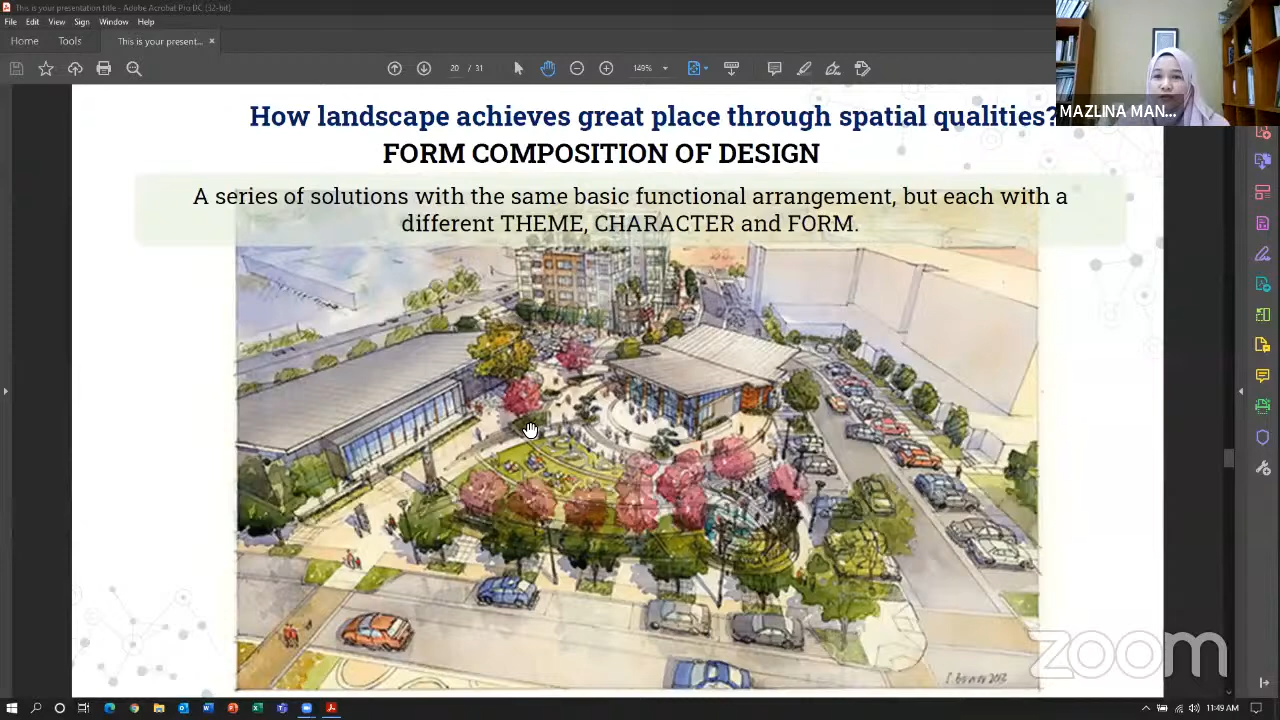 This is your presentation title - Adobe Acrobat Pro DC (32-bit)
File Edit View Sign Window Help
Home Tools This is your present... ×
20 / 31 149%
MAZLINA MAN...
How landscape achieves great place through spatial qualities?
FORM COMPOSITION OF DESIGN
A series of solutions with the same basic functional arrangement, but each with a
different THEME, CHARACTER and FORM.
zoom
11:49 AM